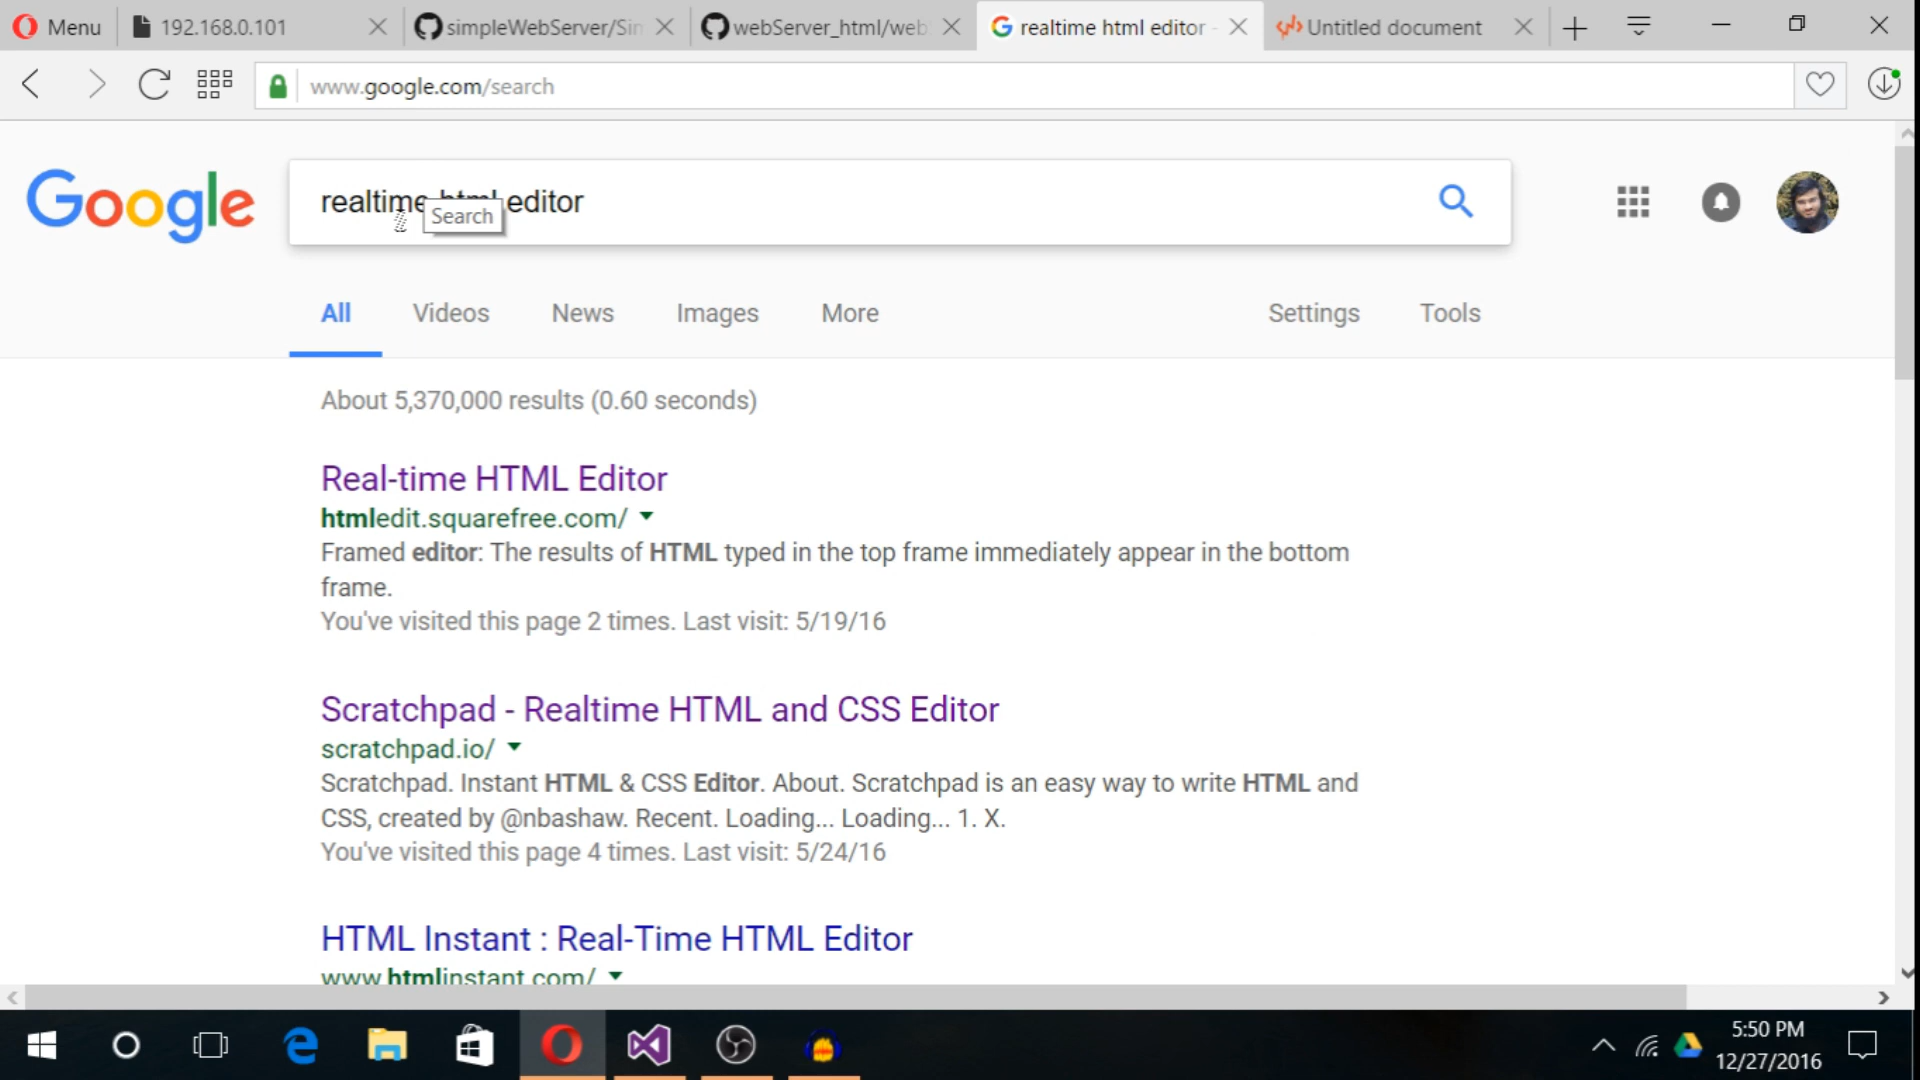 Menu
192.168.0.101
simpleWebServer/Sin
webServer_html/web
realtime html editor -
Untitled document
www.google.com/search
Google
realtime html editor
Search
All Videos News Images More Settings Tools
About 5,370,000 results (0.60 seconds)
Real-time HTML Editor
htmledit.squarefree.com/
Framed editor: The results of HTML typed in the top frame immediately appear in the bottom
frame.
You've visited this page 2 times. Last visit: 5/19/16
Scratchpad - Realtime HTML and CSS Editor
scratchpad.io/
Scratchpad. Instant HTML & CSS Editor. About. Scratchpad is an easy way to write HTML and
CSS, created by @nbashaw. Recent. Loading... Loading... 1. X.
You've visited this page 4 times. Last visit: 5/24/16
HTML Instant : Real-Time HTML Editor
www.htmlinstant.com/
5:50 PM
12/27/2016